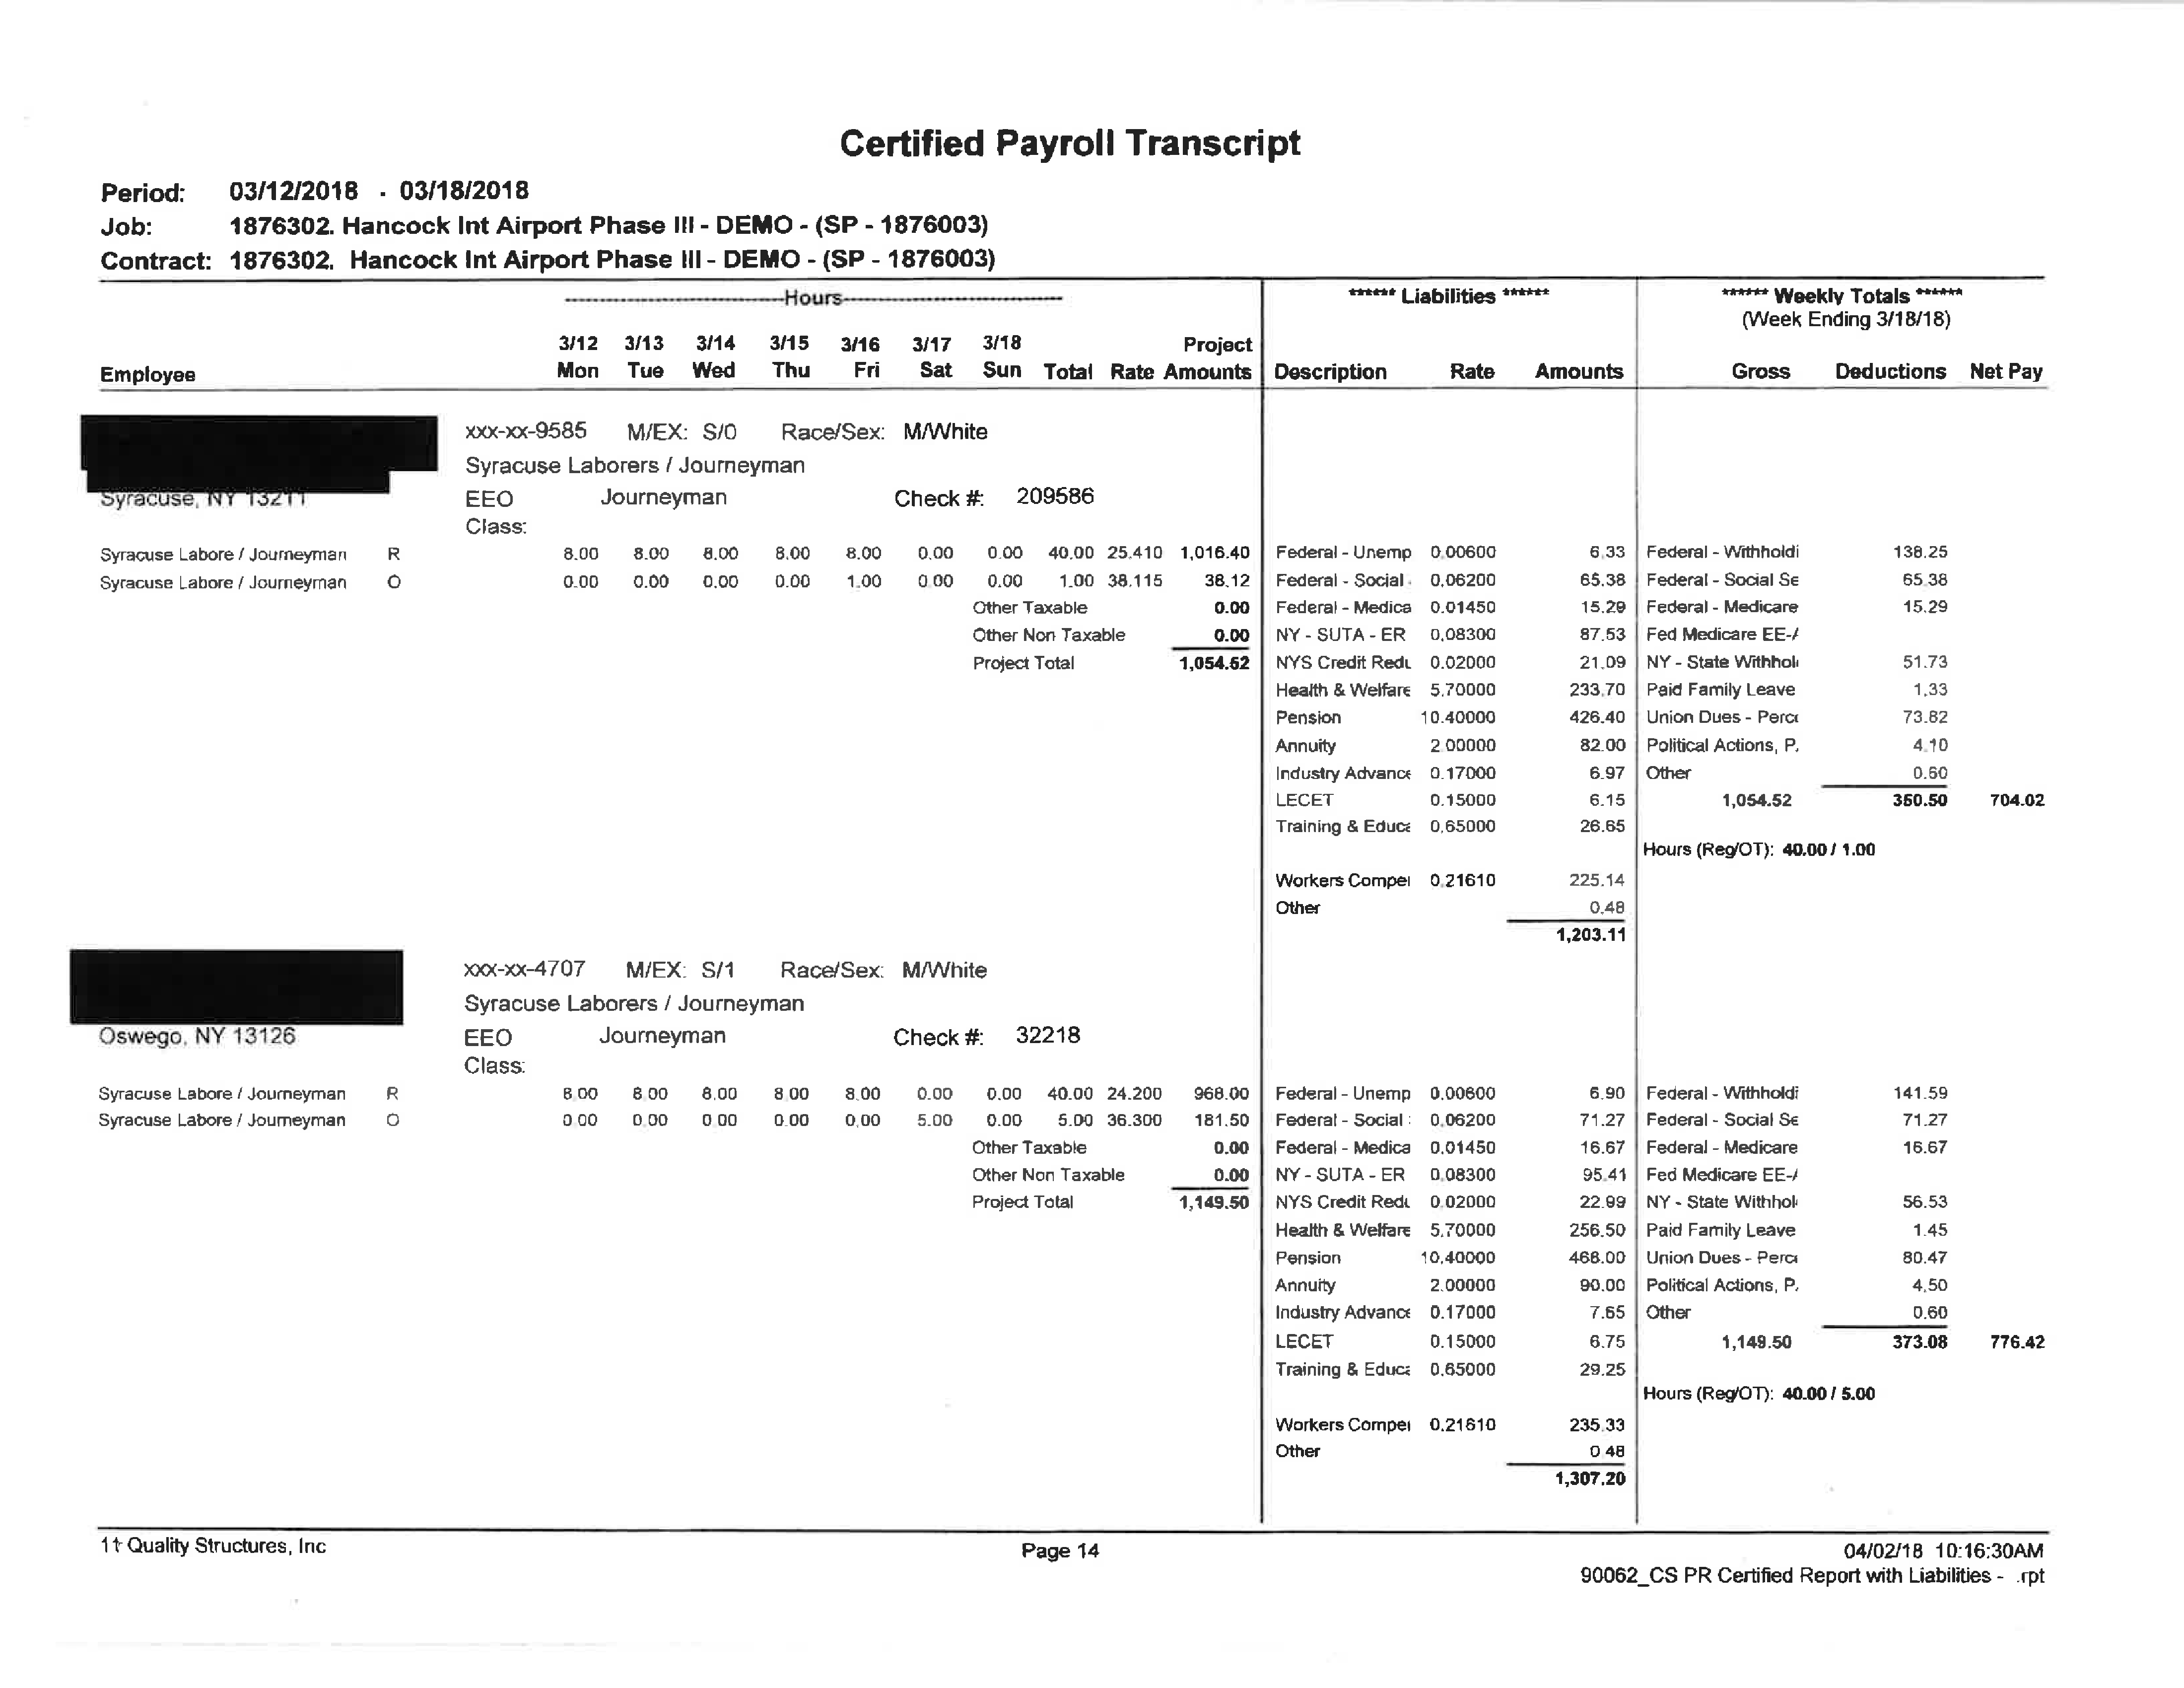 Certified Payroll Transcript
Period: 03/12/2018 - 03/18/2018
Job: 1876302. Hancock Int Airport Phase III - DEMO - (SP - 1876003)
Contract: 1876302. Hancock Int Airport Phase III - DEMO - (SP - 1876003)
------Hours------ ****** Liabilities ****** ****** Weekly Totals ******
(Week Ending 3/18/18)
3/12 3/13 3/14 3/15 3/16 3/17 3/18 Project
Employee Mon Tue Wed Thu Fri Sat Sun Total Rate Amounts Description Rate Amounts Gross Deductions Net Pay
xxx-xx-9585 M/EX: S/0 Race/Sex: M/White
Syracuse Laborers / Journeyman
Syracuse, NY 13211 EEO Journeyman Check #: 209586
Class:
Syracuse Labore / Journeyman R 8.00 8.00 8.00 8.00 8.00 0.00 0.00 40.00 25.410 1,016.40 Federal - Unemp 0.00600 6.33 Federal - Withholdi 138.25
Syracuse Labore / Journeyman O 0.00 0.00 0.00 0.00 1.00 0.00 0.00 1.00 38.115 38.12 Federal - Social 0.06200 65.38 Federal - Social Se 65.38
Other Taxable 0.00 Federal - Medica 0.01450 15.29 Federal - Medicare 15.29
Other Non Taxable 0.00 NY - SUTA - ER 0.08300 87.53 Fed Medicare EE-/
Project Total 1,054.52 NYS Credit Redu 0.02000 21.09 NY - State Withhol 51.73
Health & Welfare 5.70000 233.70 Paid Family Leave 1.33
Pension 10.40000 426.40 Union Dues - Perce 73.82
Annuity 2.00000 82.00 Political Actions, P. 4.10
Industry Advance 0.17000 6.97 Other 0.60
LECET 0.15000 6.15 1,054.52 350.50 704.02
Training & Educa 0.65000 26.65
Hours (Reg/OT): 40.00 / 1.00
Workers Compei 0.21610 225.14
Other 0.48
1,203.11
xxx-xx-4707 M/EX: S/1 Race/Sex: M/White
Syracuse Laborers / Journeyman
Oswego, NY 13126 EEO Journeyman Check #: 32218
Class:
Syracuse Labore / Journeyman R 8.00 8.00 8.00 8.00 8.00 0.00 0.00 40.00 24.200 968.00 Federal - Unemp 0.00600 6.90 Federal - Withholdi 141.59
Syracuse Labore / Journeyman O 0.00 0.00 0.00 0.00 0.00 5.00 0.00 5.00 36.300 181.50 Federal - Social 0.06200 71.27 Federal - Social Se 71.27
Other Taxable 0.00 Federal - Medica 0.01450 16.67 Federal - Medicare 16.67
Other Non Taxable 0.00 NY - SUTA - ER 0.08300 95.41 Fed Medicare EE-/
Project Total 1,149.50 NYS Credit Redu 0.02000 22.99 NY - State Withhol 56.53
Health & Welfare 5.70000 256.50 Paid Family Leave 1.45
Pension 10.40000 468.00 Union Dues - Perce 80.47
Annuity 2.00000 90.00 Political Actions, P. 4.50
Industry Advance 0.17000 7.65 Other 0.60
LECET 0.15000 6.75 1,149.50 373.08 776.42
Training & Educa 0.65000 29.25
Hours (Reg/OT): 40.00 / 5.00
Workers Compei 0.21610 235.33
Other 0.48
1,307.20
1t Quality Structures, Inc Page 14 04/02/18 10:16:30AM
90062_CS PR Certified Report with Liabilities - .rpt